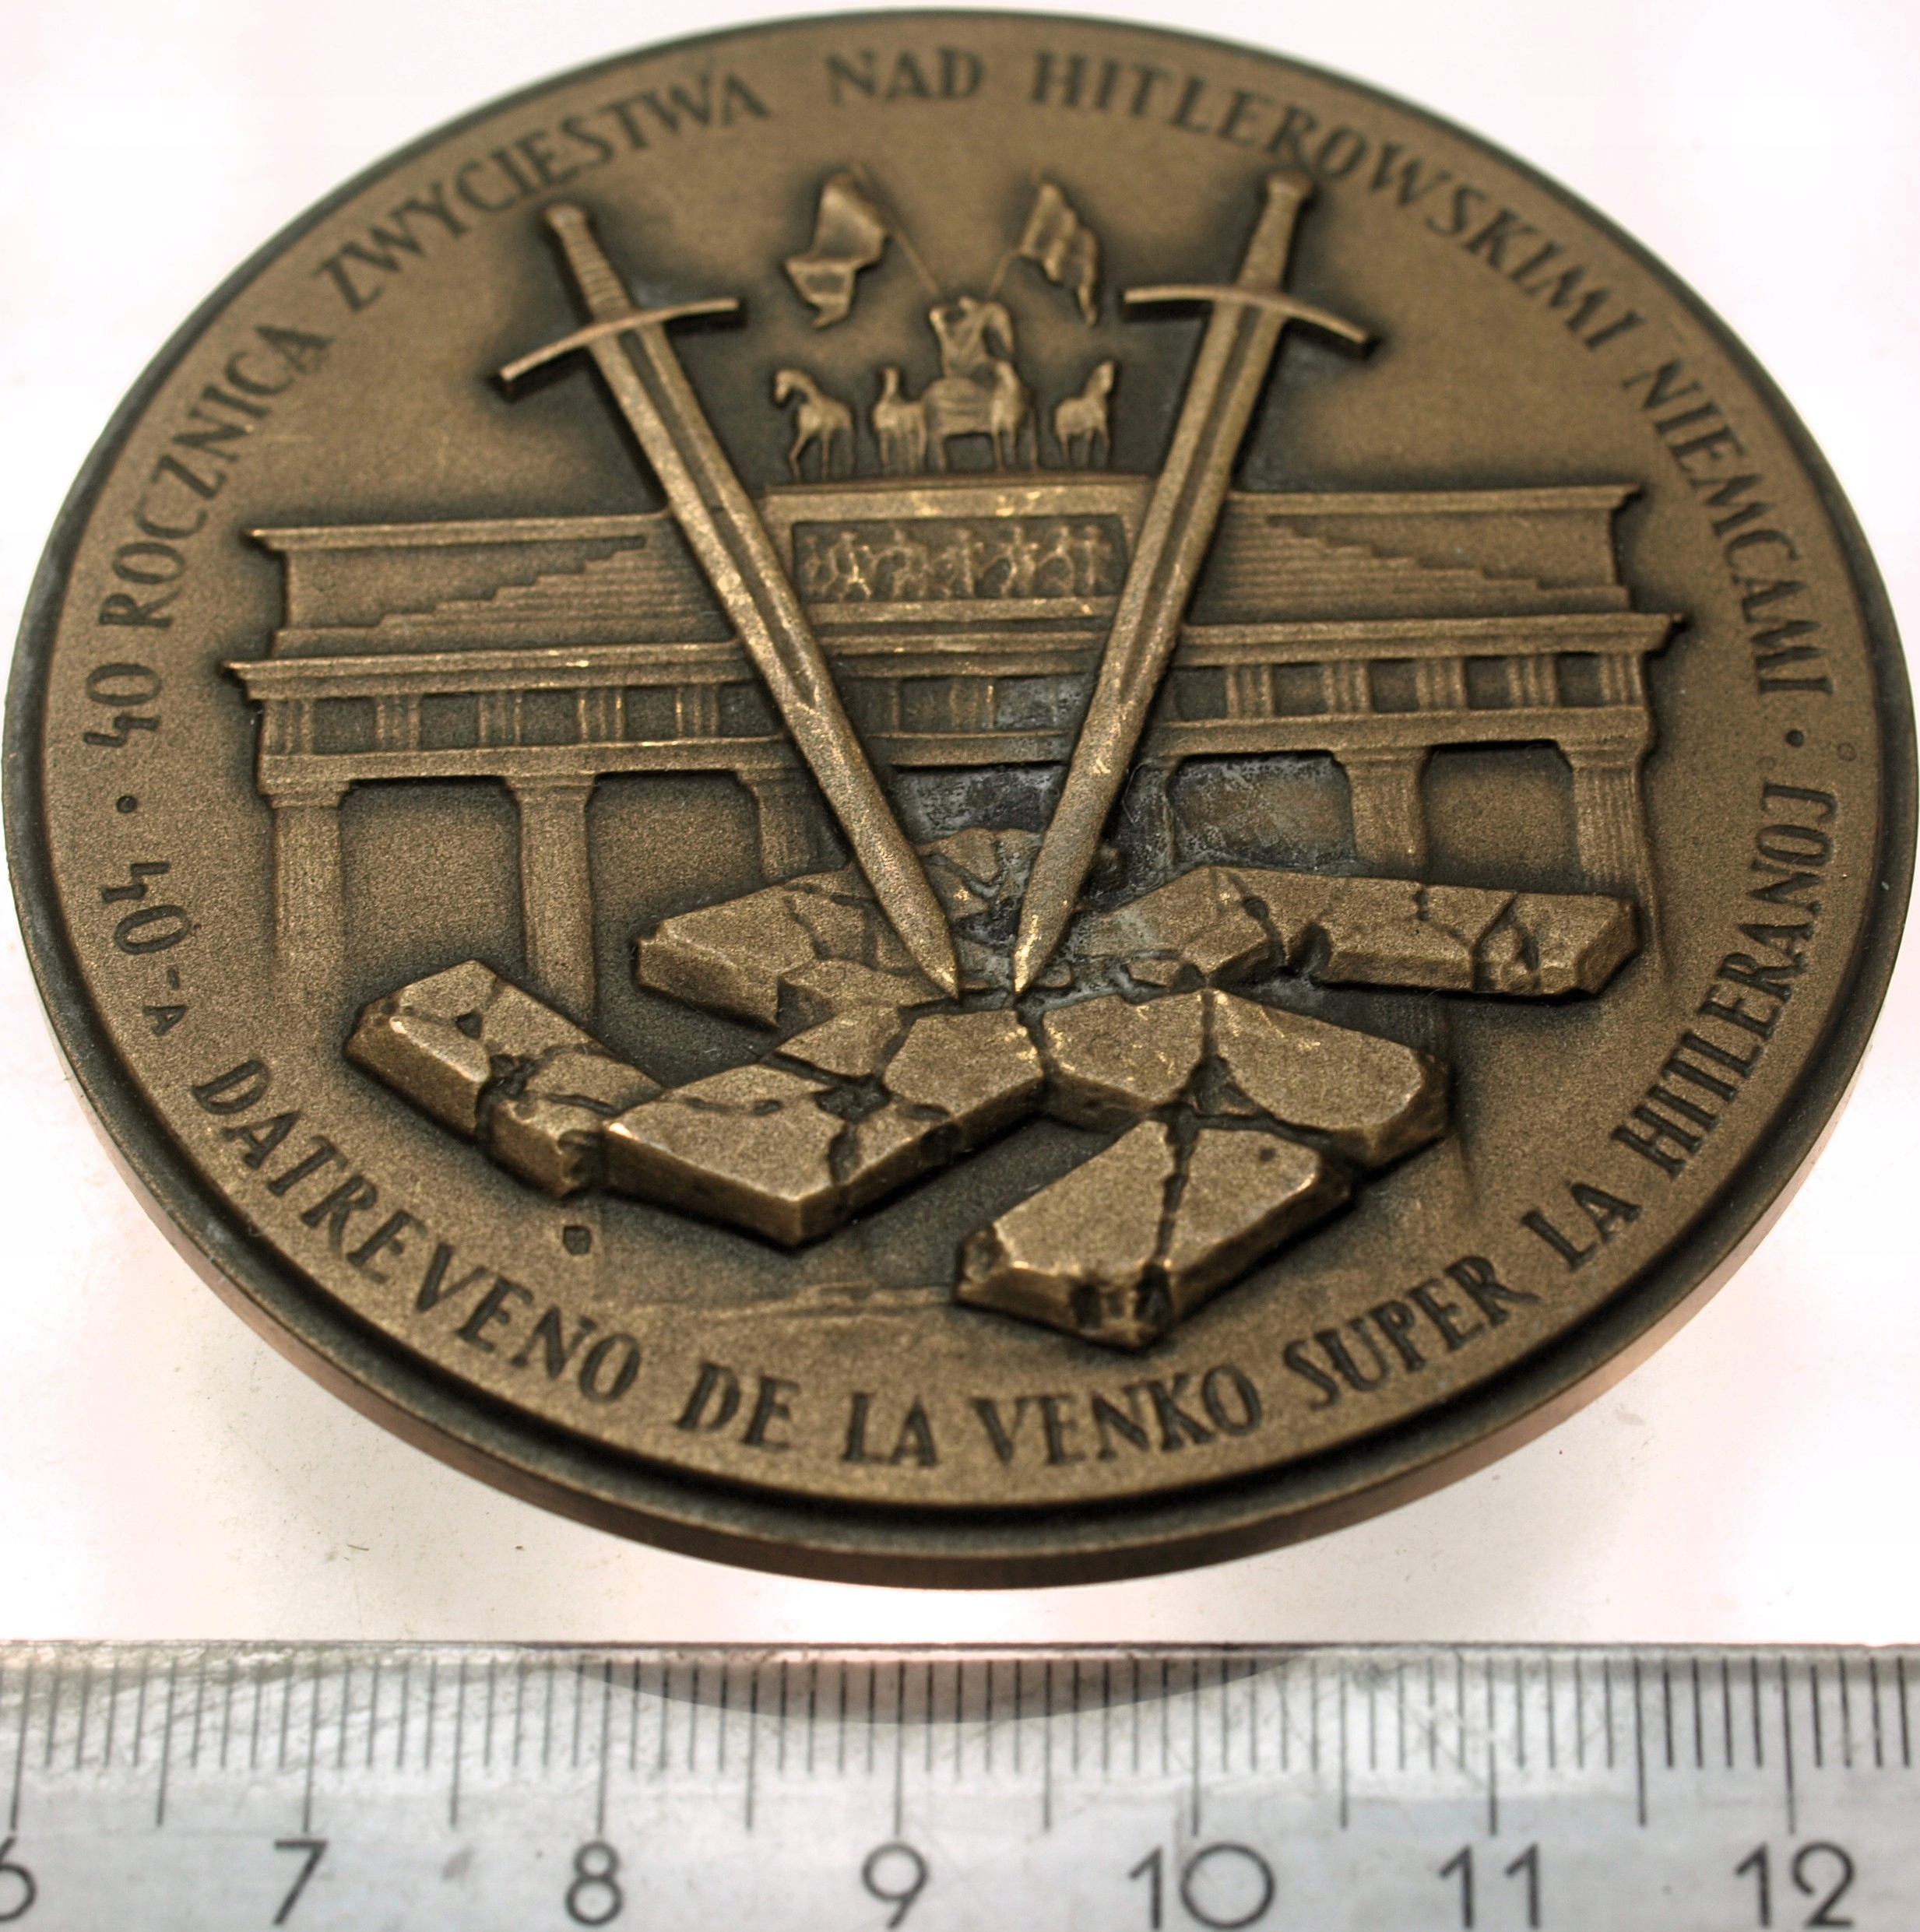 40 ROCZNICA ZWYCIESTWA NAD HITLEROWSKIMI NIEMCAMI •
40-A DATREVENO DE LA VENKO SUPER LA HITLERANOJ •
6 7 8 9 10 11 12